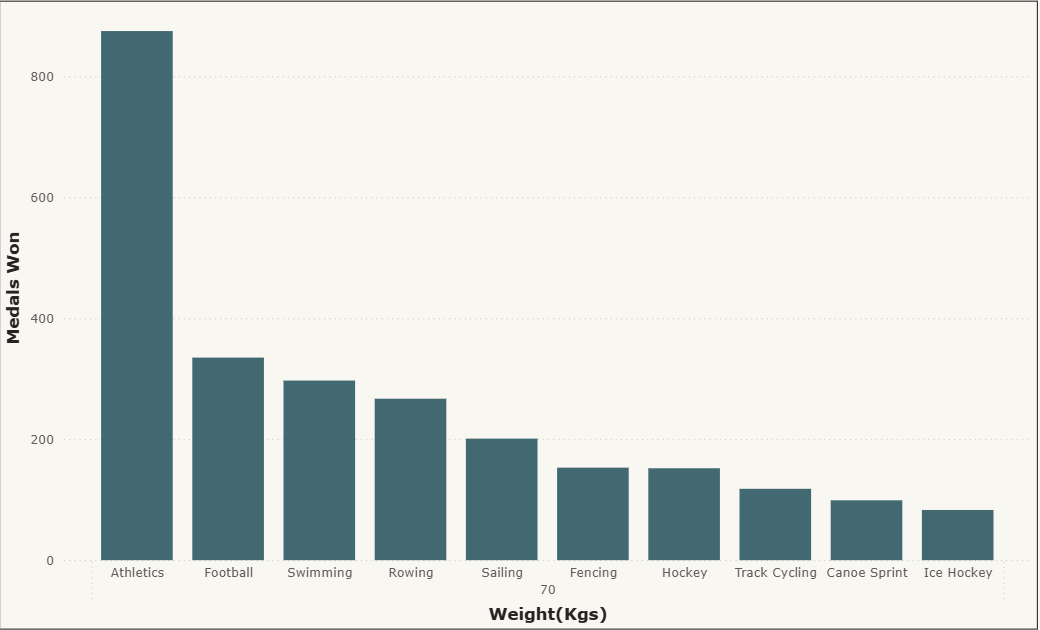 Medals Won
800
600
400
200
0
Athletics Football Swimming Rowing Sailing Fencing Hockey Track Cycling Canoe Sprint Ice Hockey
70
Weight(Kgs)